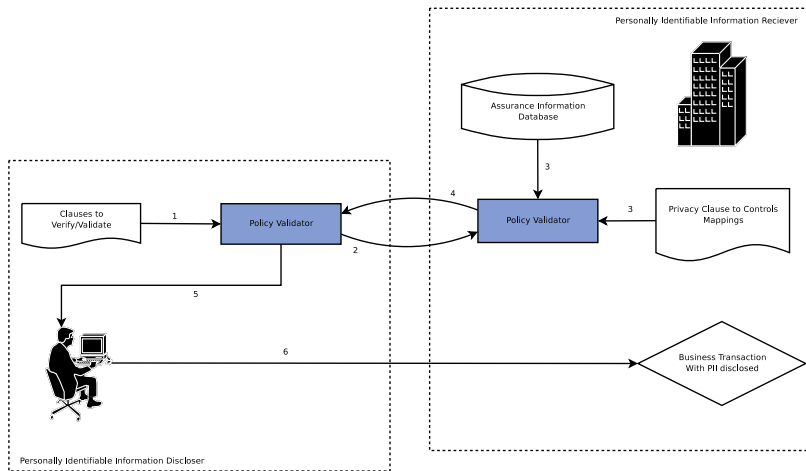 Personally Identifiable Information Reciever
Assurance Information
Database
3
4
Clauses to
Verify/Validate
1
Policy Validator
2
Policy Validator
3
Privacy Clause to Controls
Mappings
5
6
Business Transaction
With PII disclosed
Personally Identifiable Information Discloser